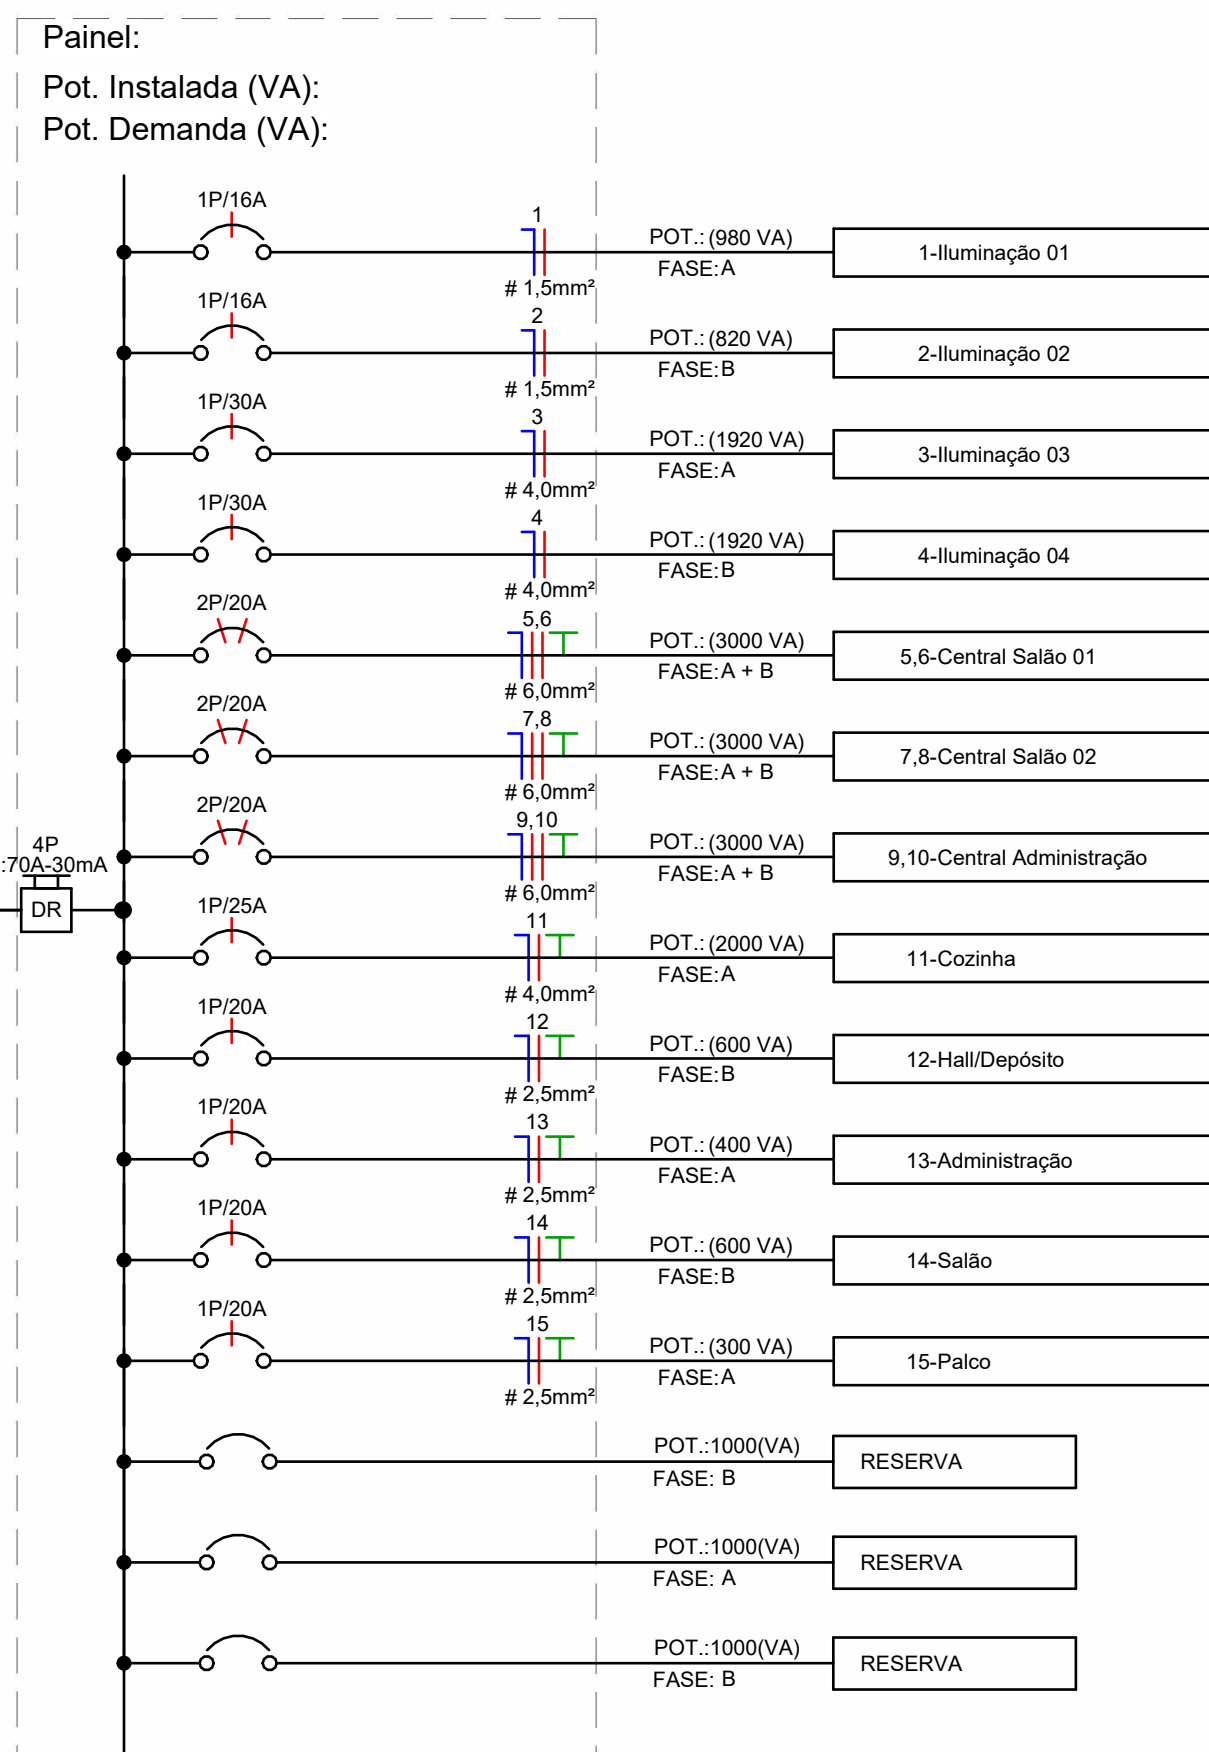 Painel:
Pot. Instalada (VA):
Pot. Demanda (VA):
1P/16A
1
# 1,5mm²
POT.: (980 VA)
FASE: A
1-Iluminação 01
1P/16A
2
# 1,5mm²
POT.: (820 VA)
FASE: B
2-Iluminação 02
1P/30A
3
# 4,0mm²
POT.: (1920 VA)
FASE: A
3-Iluminação 03
1P/30A
4
# 4,0mm²
POT.: (1920 VA)
FASE: B
4-Iluminação 04
2P/20A
5,6
# 6,0mm²
POT.: (3000 VA)
FASE: A + B
5,6-Central Salão 01
2P/20A
7,8
# 6,0mm²
POT.: (3000 VA)
FASE: A + B
7,8-Central Salão 02
2P/20A
9,10
# 6,0mm²
POT.: (3000 VA)
FASE: A + B
9,10-Central Administração
4P
:70A-30mA
DR
1P/25A
11
# 4,0mm²
POT.: (2000 VA)
FASE: A
11-Cozinha
1P/20A
12
# 2,5mm²
POT.: (600 VA)
FASE: B
12-Hall/Depósito
1P/20A
13
# 2,5mm²
POT.: (400 VA)
FASE: A
13-Administração
1P/20A
14
# 2,5mm²
POT.: (600 VA)
FASE: B
14-Salão
1P/20A
15
# 2,5mm²
POT.: (300 VA)
FASE: A
15-Palco
POT.:1000(VA)
FASE: B
RESERVA
POT.:1000(VA)
FASE: A
RESERVA
POT.:1000(VA)
FASE: B
RESERVA